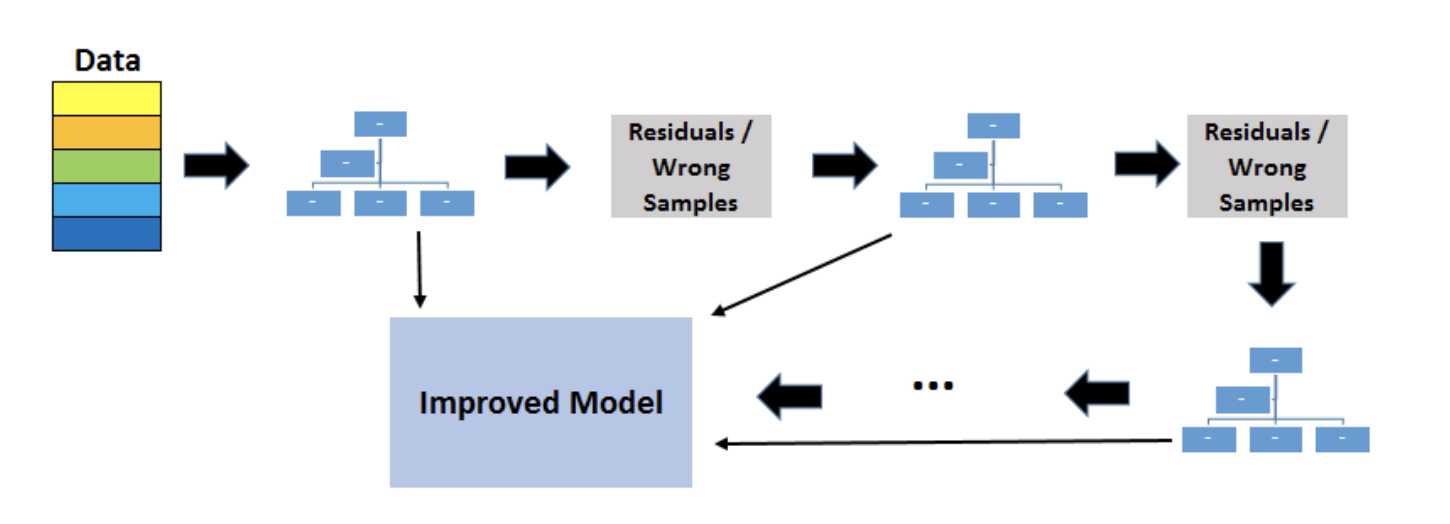 Data
-
-
- - -
Residuals /
Wrong
Samples
-
-
- - -
Residuals /
Wrong
Samples
Improved Model
...
-
-
- - -